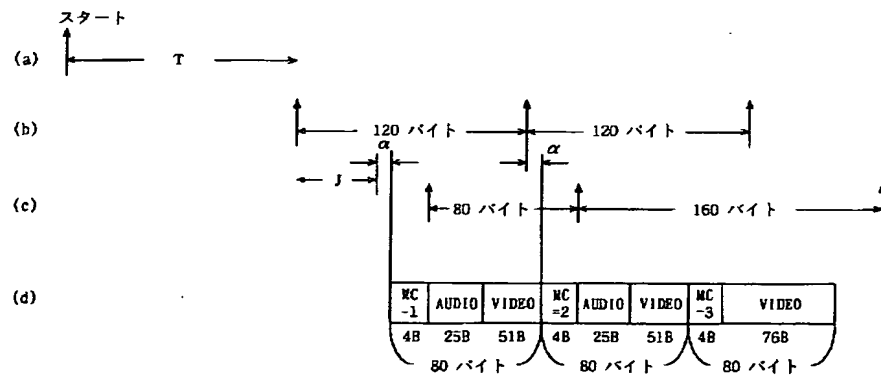 スタート
(a) T
(b) 120 バイト 120 バイト
α α
J
(c) 80 バイト 160 バイト
(d) MC -1 AUDIO VIDEO MC =2 AUDIO VIDEO MC -3 VIDEO
4B 25B 51B 4B 25B 51B 4B 76B
80 バイト 80 バイト 80 バイト